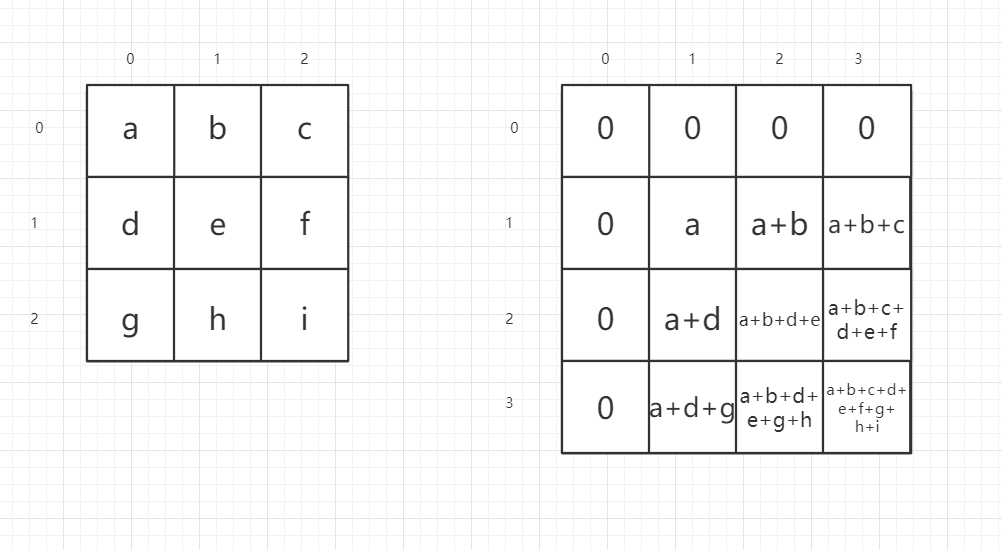 0 1 2
0 a b c
1 d e f
2 g h i
0 1 2 3
0 0 0 0 0
1 0 a a+b a+b+c
2 0 a+d a+b+d+e a+b+c+
d+e+f
3 0 a+d+g a+b+d+
e+g+h
a+b+c+d+
e+f+g+
h+i